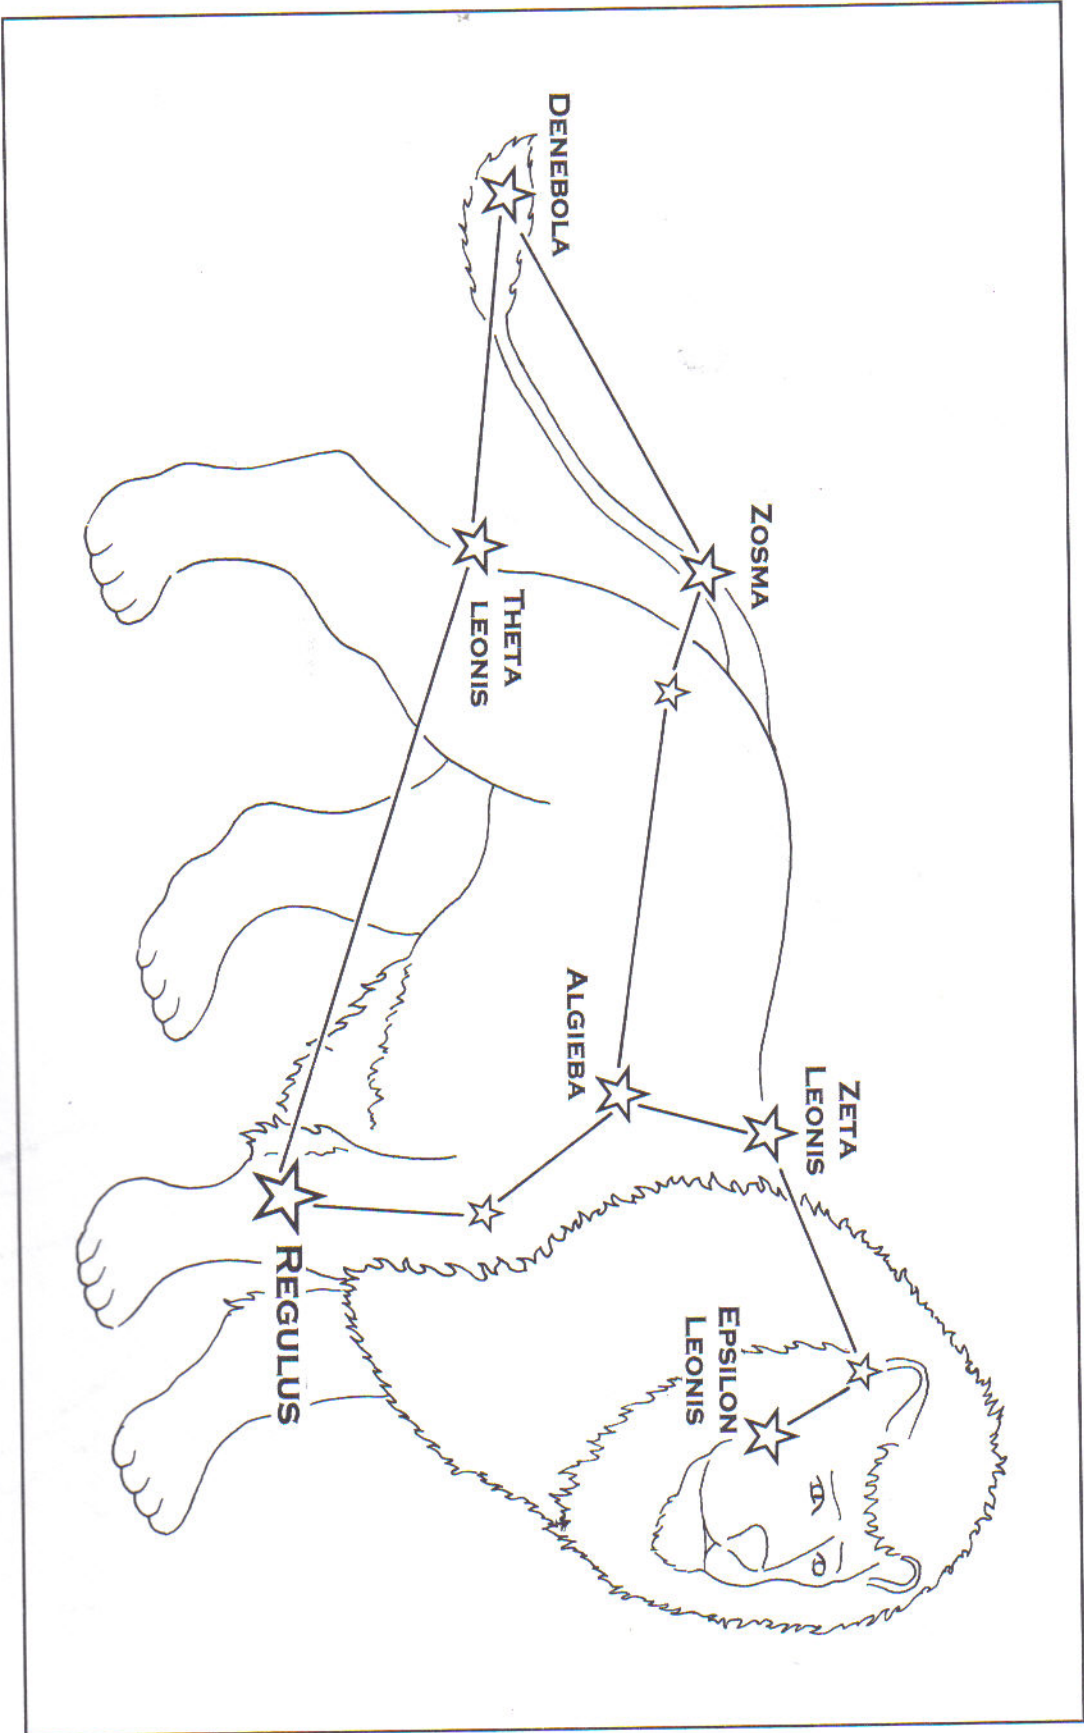 DENEBOLA
ZOSMA
THETA
LEONIS
ALGIEBA
ZETA
LEONIS
EPSILON
LEONIS
REGULUS